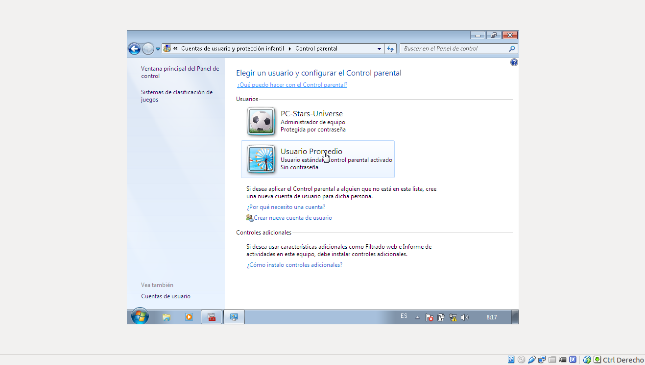 « Cuentas de usuario y protección infantil ▸ Control parental
Buscar en el Panel de control
Ventana principal del Panel de
control
Sistemas de clasificación de
juegos
Elegir un usuario y configurar el Control parental
¿Qué puedo hacer con el Control parental?
Usuarios
PC-Stars-Universe
Administrador de equipo
Protegida por contraseña
Usuario Promedio
Usuario estándar Control parental activado
Sin contraseña
Si desea aplicar el Control parental a alguien que no está en esta lista, cree
una nueva cuenta de usuario para dicha persona.
¿Por qué necesito una cuenta?
Crear nueva cuenta de usuario
Controles adicionales
Si desea usar características adicionales como Filtrado web e Informe de
actividades en este equipo, debe instalar controles adicionales.
¿Cómo instalo controles adicionales?
Vea también
Cuentas de usuario
ES
8:17
Ctrl Derecho